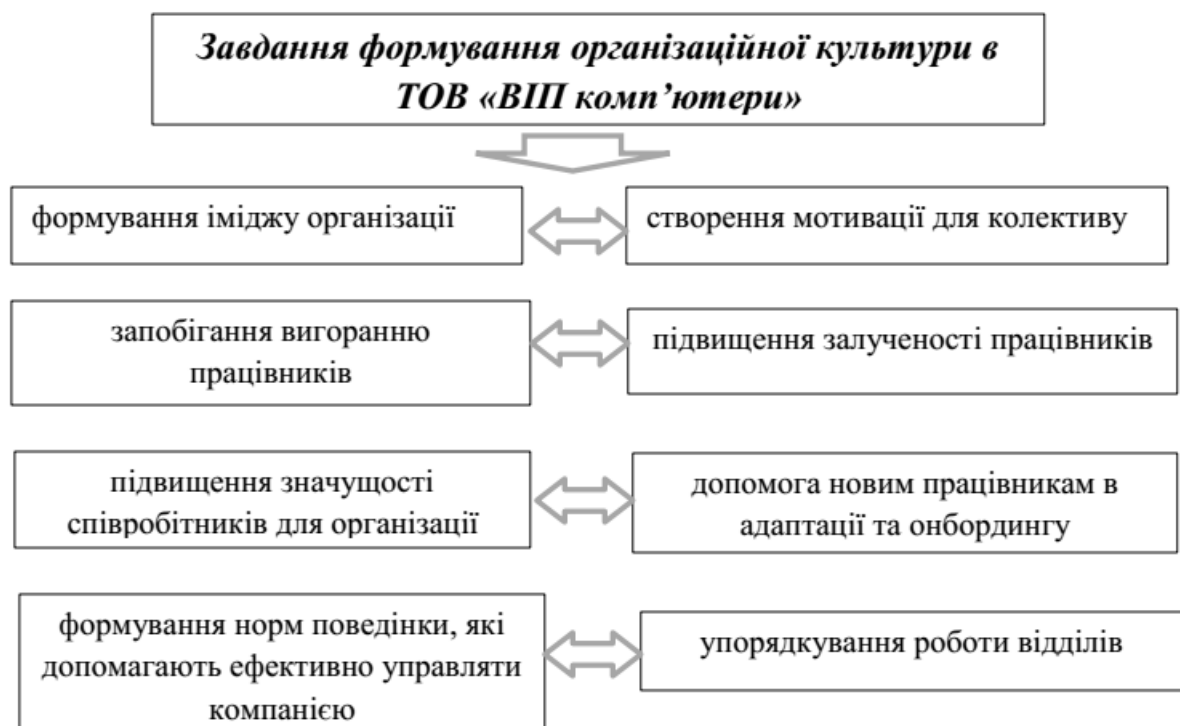 Завдання формування організаційної культури в
ТОВ «ВІП комп’ютери»
формування іміджу організації
створення мотивації для колективу
запобігання вигоранню
працівників
підвищення залученості працівників
підвищення значущості
співробітників для організації
допомога новим працівникам в
адаптації та онбордингу
формування норм поведінки, які
допомагають ефективно управляти
компанією
упорядкування роботи відділів